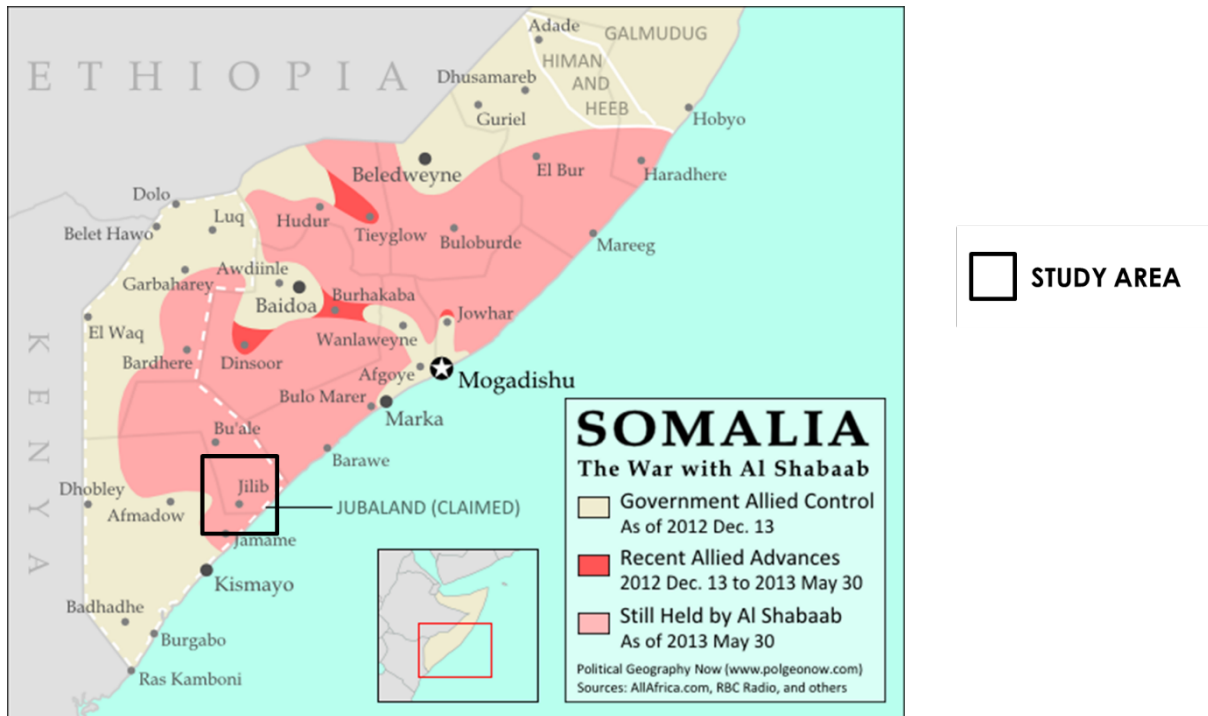 Adade
GALMUDUG
HIMAN
AND
HEEB
ETHIOPIA
Dhusamareb
Guriel
Hobyo
Beledweyne
El Bur
Haradhere
Dolo
Luq
Hudur
Tieyglow
Buloburde
Mareeg
Belet Hawo
Awdiinle
Garbaharey
Baidoa
Burhakaba
Jowhar
El Waq
Wanlaweyne
Bardhere
Dinsoor
Afgoye
Mogadishu
Bulo Marer
Marka
KENYA
Bu'ale
Barawe
Dhobley
Jilib
Afmadow
JUBALAND (CLAIMED)
Jamame
Kismayo
Badhadhe
Burgabo
Ras Kamboni
SOMALIA
The War with Al Shabaab
Government Allied Control
As of 2012 Dec. 13
Recent Allied Advances
2012 Dec. 13 to 2013 May 30
Still Held by Al Shabaab
As of 2013 May 30
Political Geography Now (www.polgeonow.com)
Sources: AllAfrica.com, RBC Radio, and others
STUDY AREA